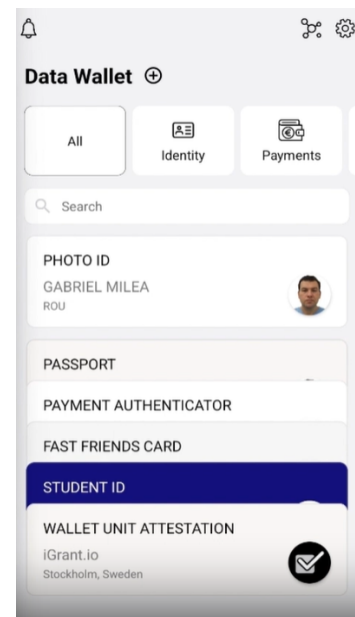 Data Wallet
All
Identity
Payments
Search
PHOTO ID
GABRIEL MILEA
ROU
PASSPORT
PAYMENT AUTHENTICATOR
FAST FRIENDS CARD
STUDENT ID
WALLET UNIT ATTESTATION
iGrant.io
Stockholm, Sweden